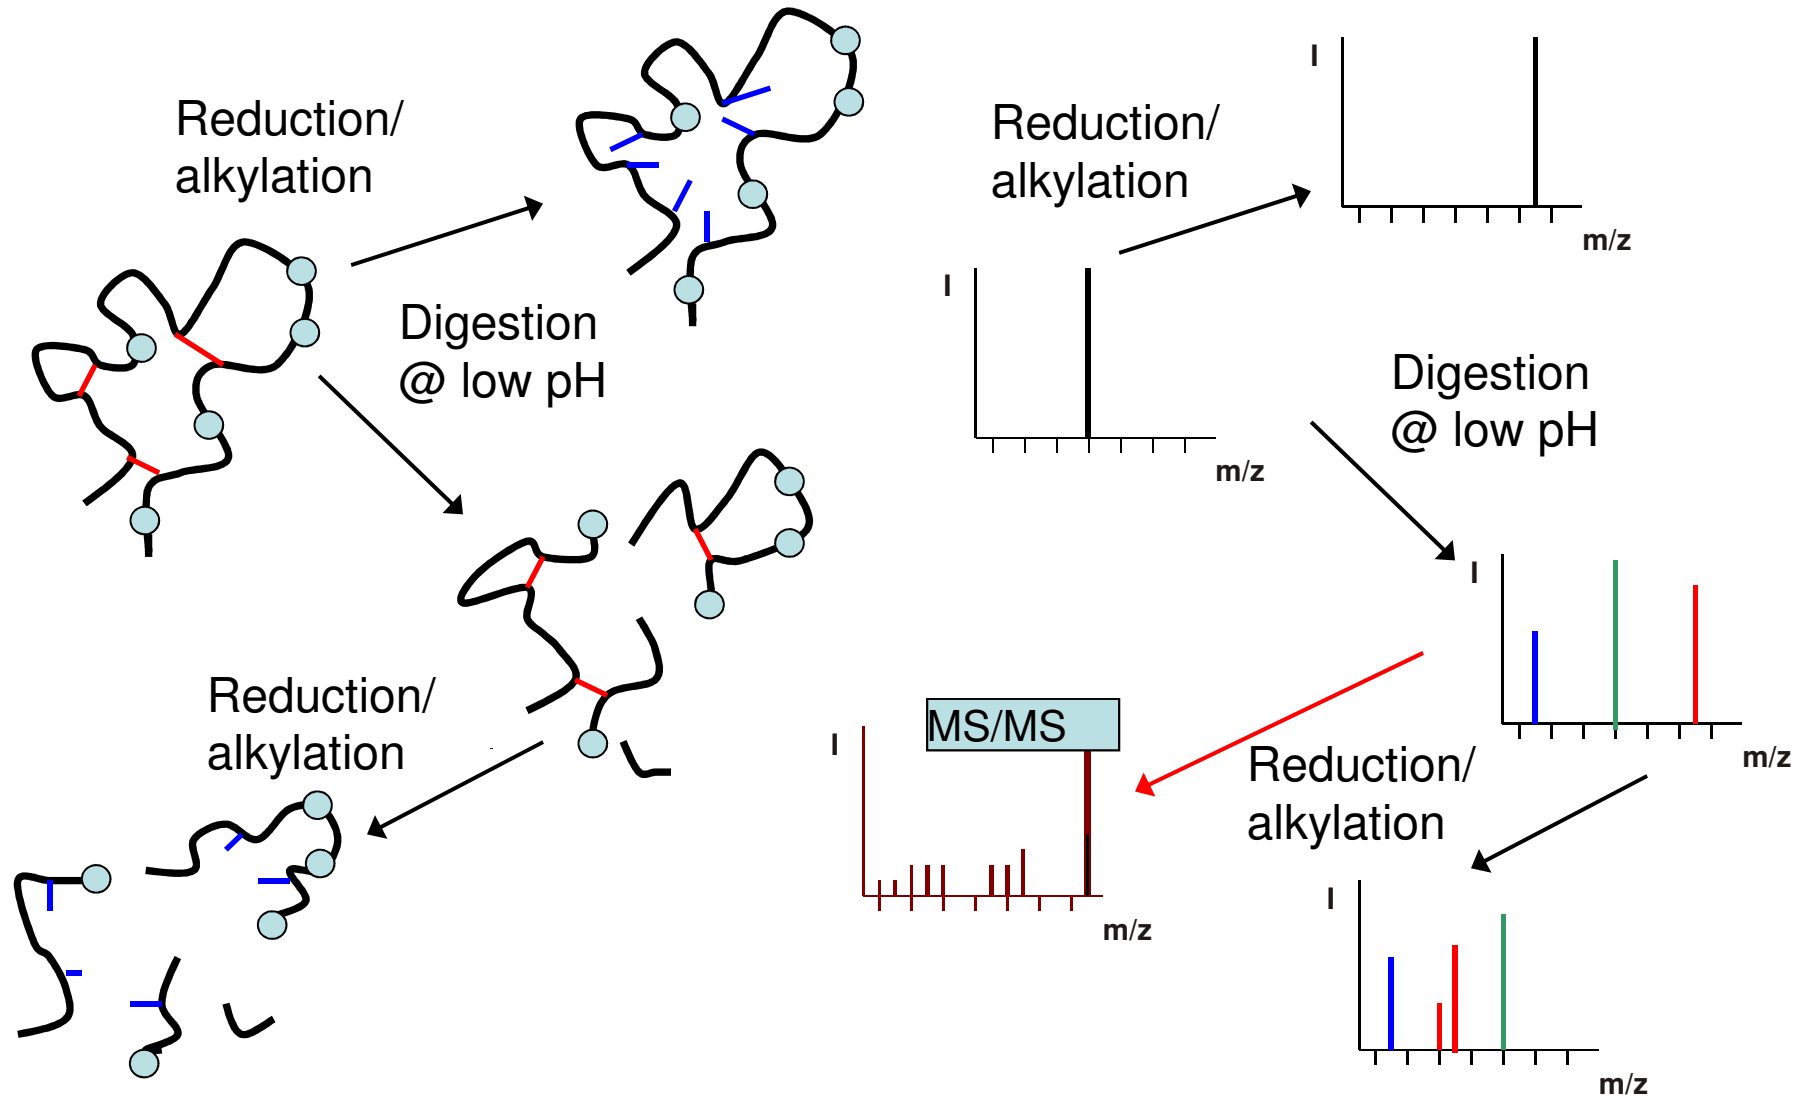 Reduction/
alkylation
Digestion
@ low pH
Reduction/
alkylation
Reduction/
alkylation
I
m/z
I
m/z
Digestion
@ low pH
I
m/z
MS/MS
I
m/z
Reduction/
alkylation
I
m/z